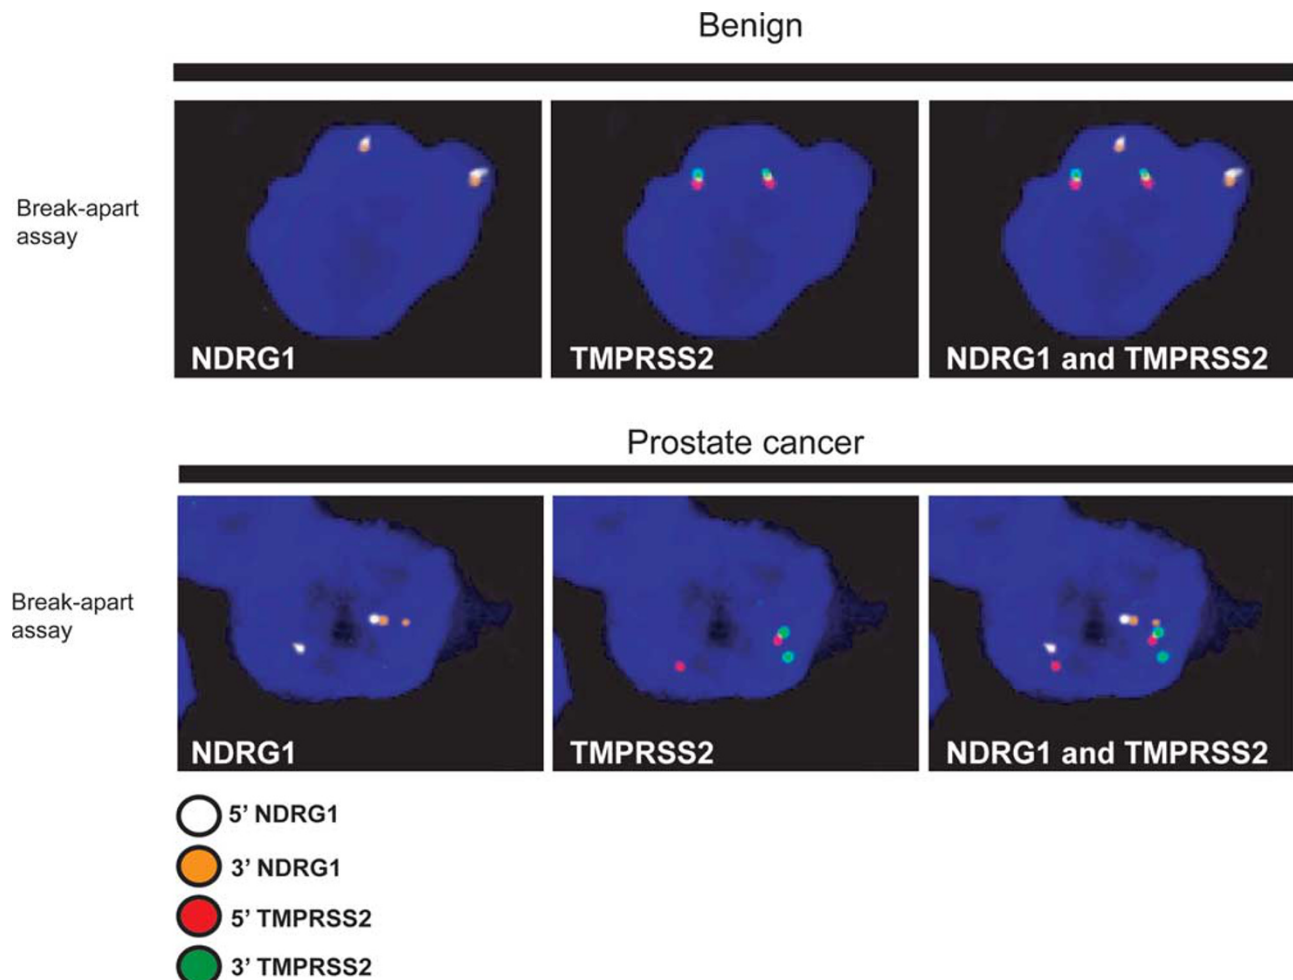 Benign
Break-apart
assay
NDRG1
TMPRSS2
NDRG1 and TMPRSS2
Prostate cancer
Break-apart
assay
NDRG1
TMPRSS2
NDRG1 and TMPRSS2
5’ NDRG1
3’ NDRG1
5’ TMPRSS2
3’ TMPRSS2